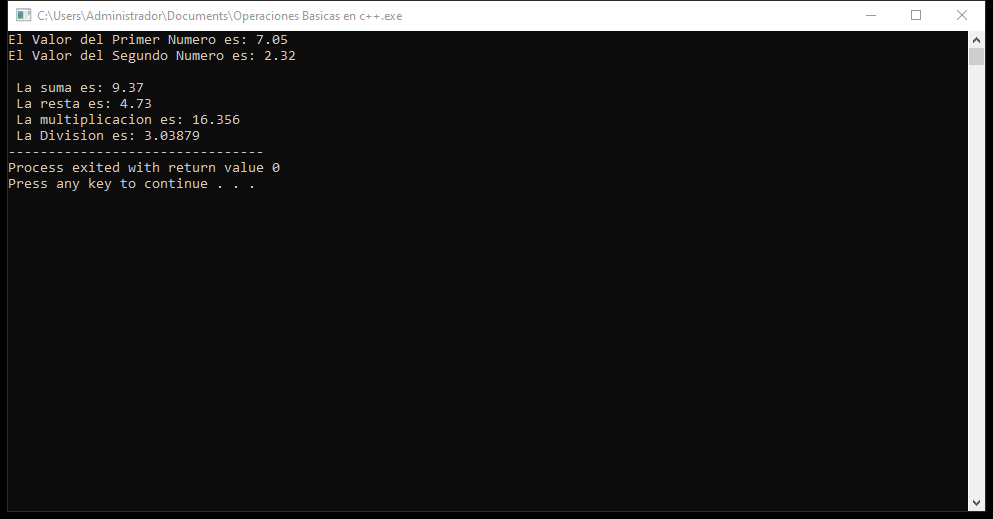 C:\Users\Administrador\Documents\Operaciones Basicas en c++.exe
El Valor del Primer Numero es: 7.05
El Valor del Segundo Numero es: 2.32
La suma es: 9.37
La resta es: 4.73
La multiplicacion es: 16.356
La Division es: 3.03879
--------------------------------
Process exited with return value 0
Press any key to continue . . .